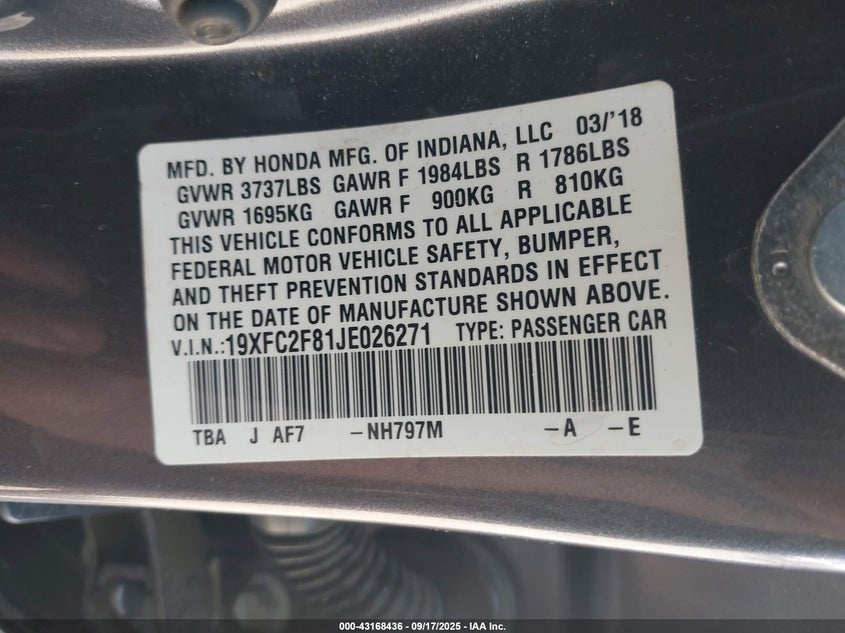 MFD. BY HONDA MFG. OF INDIANA, LLC 03/'18
GVWR 3737LBS GAWR F 1984LBS R 1786LBS
GVWR 1695KG GAWR F 900KG R 810KG
THIS VEHICLE CONFORMS TO ALL APPLICABLE
FEDERAL MOTOR VEHICLE SAFETY, BUMPER,
AND THEFT PREVENTION STANDARDS IN EFFECT
ON THE DATE OF MANUFACTURE SHOWN ABOVE.
V.I.N.:19XFC2F81JE026271 TYPE: PASSENGER CAR
TBA J AF7 -NH797M -A -E
000-43168436 - 09/17/2025 - IAA Inc.